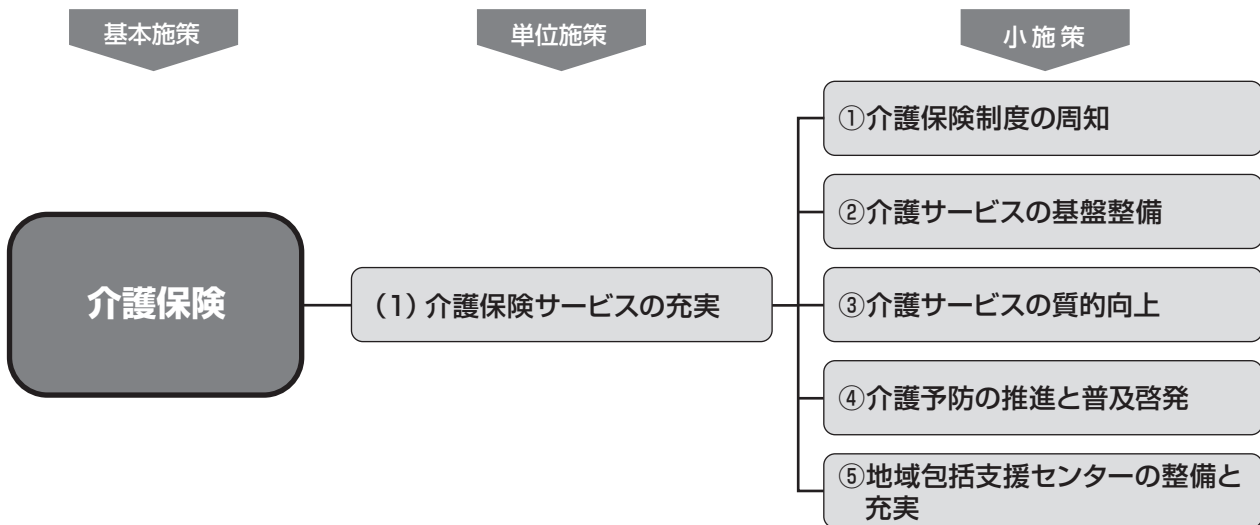 基本施策
単位施策
小施策
介護保険
(1)介護保険サービスの充実
①介護保険制度の周知
②介護サービスの基盤整備
③介護サービスの質的向上
④介護予防の推進と普及啓発
⑤地域包括支援センターの整備と
充実